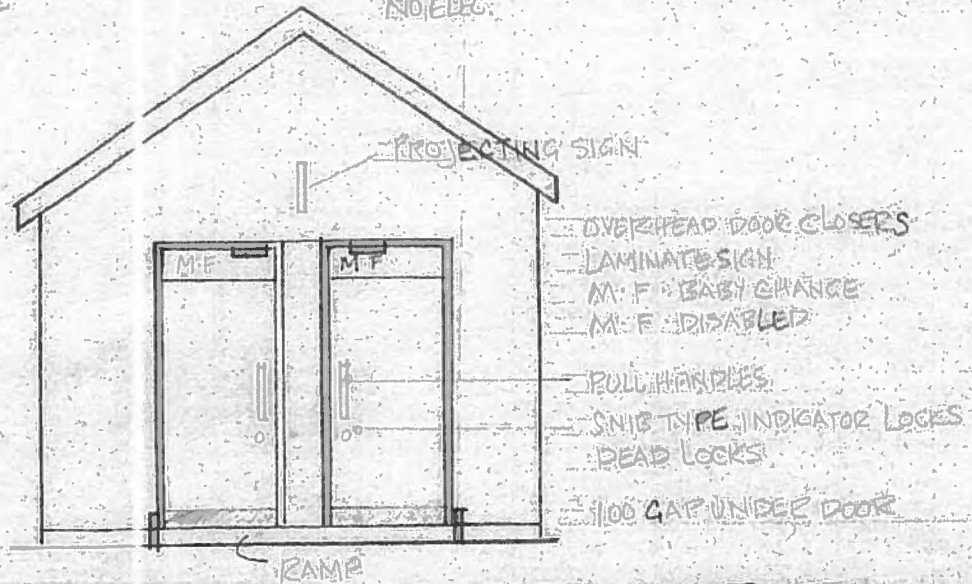 NO ELEC.
PROJECTING SIGN
OVERHEAD DOOR CLOSERS
LAMINATE SIGN
M·F·BABY CHANGE
M·F·DISABLED
M F
M F
PULL HANDLES
SNIB TYPE INDICATOR LOCKS
DEAD LOCKS
100 GAP UNDER DOOR
RAMP